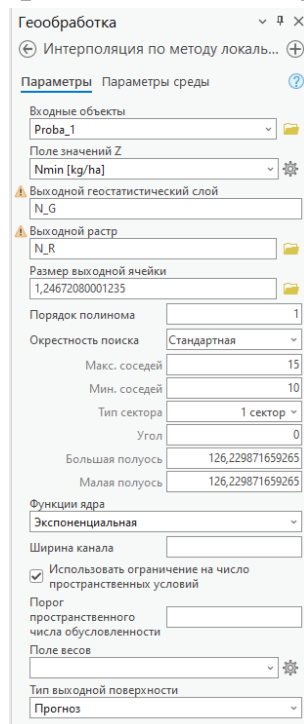 Геообработка
Интерполяция по методу локаль...
Параметры Параметры среды
Входные объекты
Proba_1
Поле значений Z
Nmin [kg/ha]
Выходной геостатистический слой
N_G
Выходной растр
N_R
Размер выходной ячейки
1,24672080001235
Порядок полинома 1
Окрестность поиска Стандартная
Макс. соседей 15
Мин. соседей 10
Тип сектора 1 сектор
Угол 0
Большая полуось 126,229871659265
Малая полуось 126,229871659265
Функции ядра
Экспоненциальная
Ширина канала
Использовать ограничение на число
пространственных условий
Порог
пространственного
числа обусловленности
Поле весов
Тип выходной поверхности
Прогноз